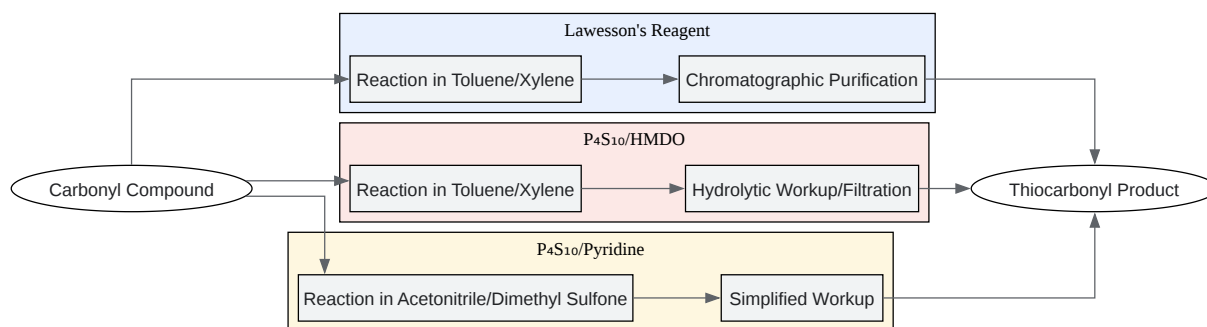 Lawesson's Reagent
Reaction in Toluene/Xylene
Chromatographic Purification
P₄S₁₀/HMDO
Carbonyl Compound
Reaction in Toluene/Xylene
Hydrolytic Workup/Filtration
Thiocarbonyl Product
P₄S₁₀/Pyridine
Reaction in Acetonitrile/Dimethyl Sulfone
Simplified Workup